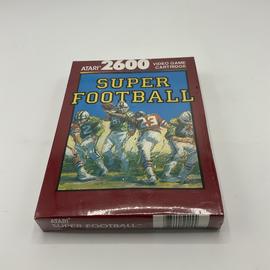 ATARI 2600 VIDEO GAME
CARTRIDGE
SUPER
FOOTBALL
ATARI
SUPER FOOTBALL